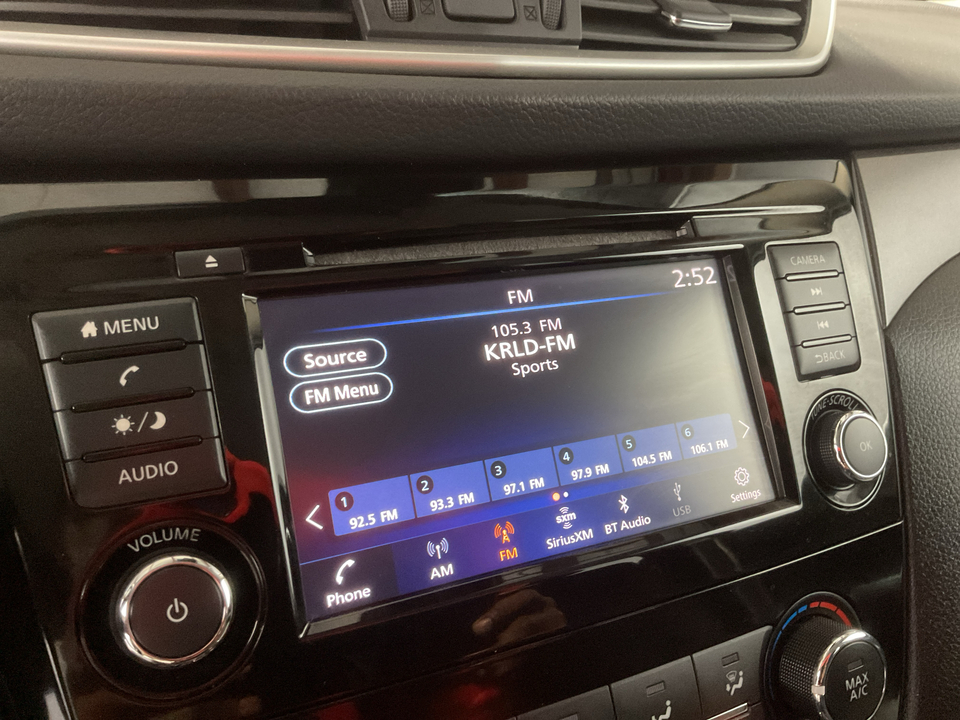 MENU
AUDIO
VOLUME
FM
2:52
Source
FM Menu
105.3 FM
KRLD-FM
Sports
1
92.5 FM
2
93.3 FM
3
97.1 FM
4
97.9 FM
5
104.5 FM
6
106.1 FM
Phone
AM
FM
sxm
SiriusXM
BT Audio
USB
Settings
CAMERA
BACK
TUNE-SCROLL
OK
MAX
A/C